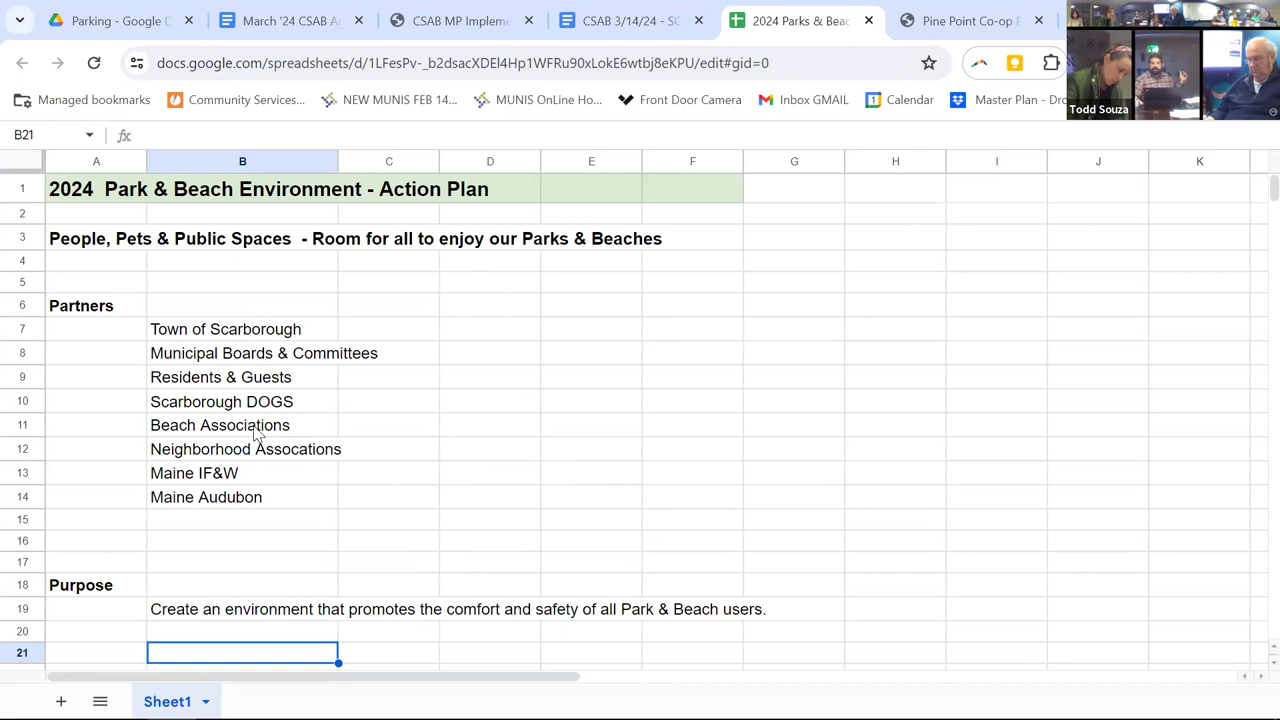 Parking - Google D
March '24 CSAB A
CSAB MP Impleme
CSAB 3/14/24 - SC
2024 Parks & Bea
Pine Point Co-op P
docs.google.com/spreadsheets/d/
/edit#gid=0
Managed bookmarks
Community Services...
NEW MUNIS FEB '24...
MUNIS OnLine Ho...
Front Door Camera
Inbox GMAIL
Calendar
Master Plan - Dro
Todd Souza
B21
fx
A B C D E F G H I J K
1 2024 Park & Beach Environment - Action Plan
2
3 People, Pets & Public Spaces - Room for all to enjoy our Parks & Beaches
4
5
6 Partners
7 Town of Scarborough
8 Municipal Boards & Committees
9 Residents & Guests
10 Scarborough DOGS
11 Beach Associations
12 Neighborhood Assocations
13 Maine IF&W
14 Maine Audubon
15
16
17
18 Purpose
19 Create an environment that promotes the comfort and safety of all Park & Beach users.
20
21
Sheet1